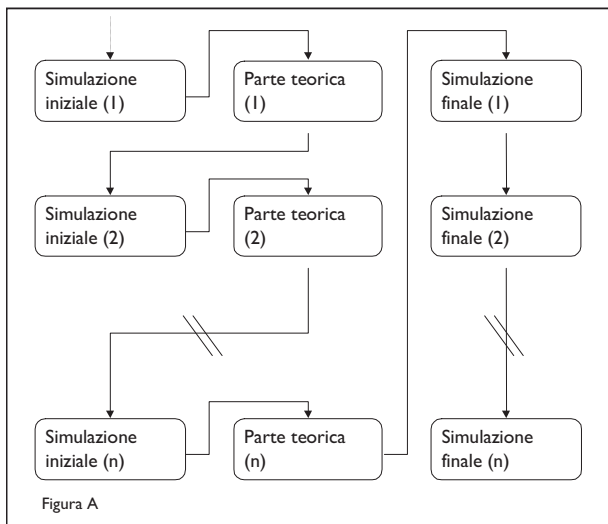 Simulazione
iniziale (1)
Parte teorica
(1)
Simulazione
finale (1)
Simulazione
iniziale (2)
Parte teorica
(2)
Simulazione
finale (2)
Simulazione
iniziale (n)
Parte teorica
(n)
Simulazione
finale (n)
Figura A